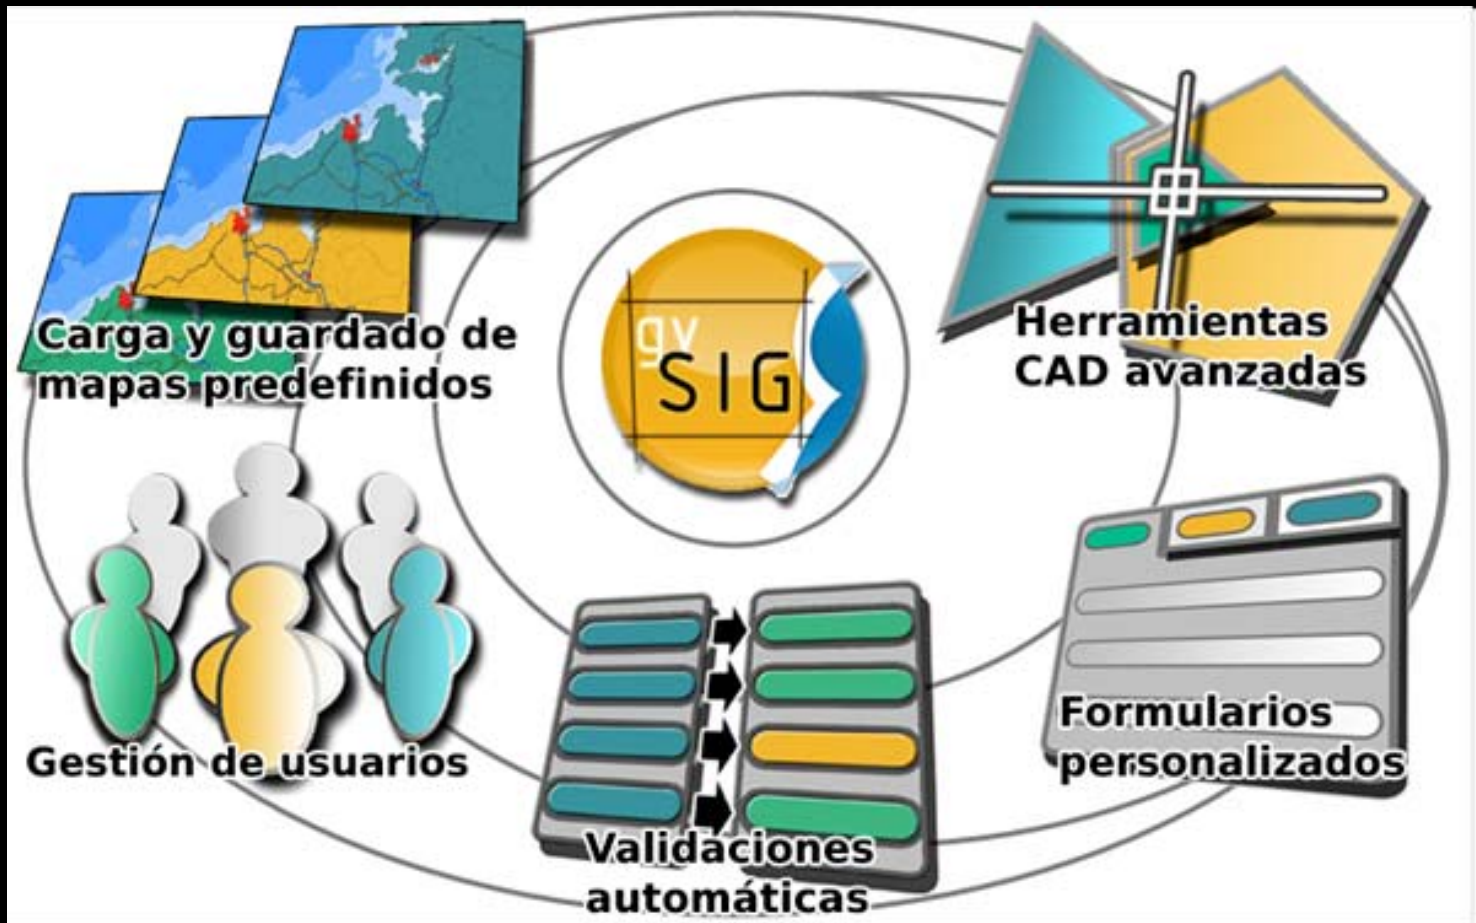 Carga y guardado de
mapas predefinidos
Herramientas
CAD avanzadas
gv
SIG
Gestión de usuarios
Formularios
personalizados
Validaciones
automáticas